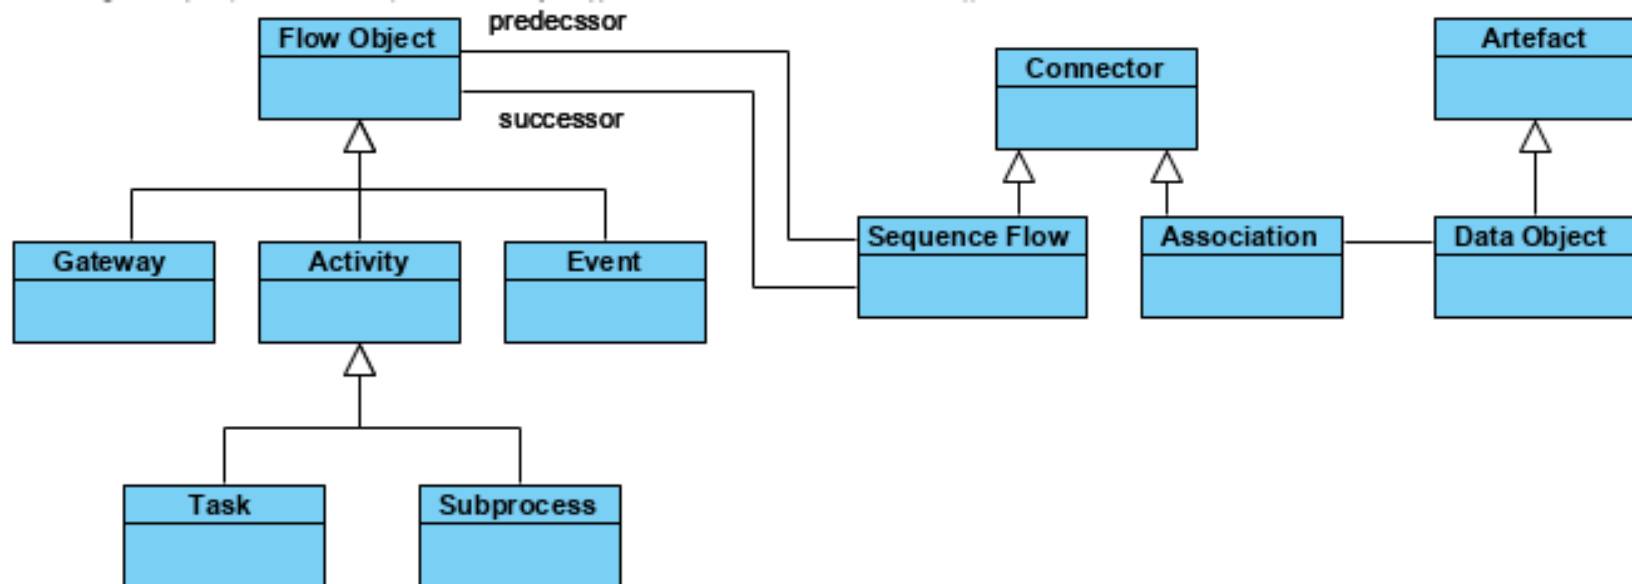 predecssor
Flow Object
Artefact
Connector
successor
Sequence Flow
Association
Data Object
Gateway
Activity
Event
Task
Subprocess